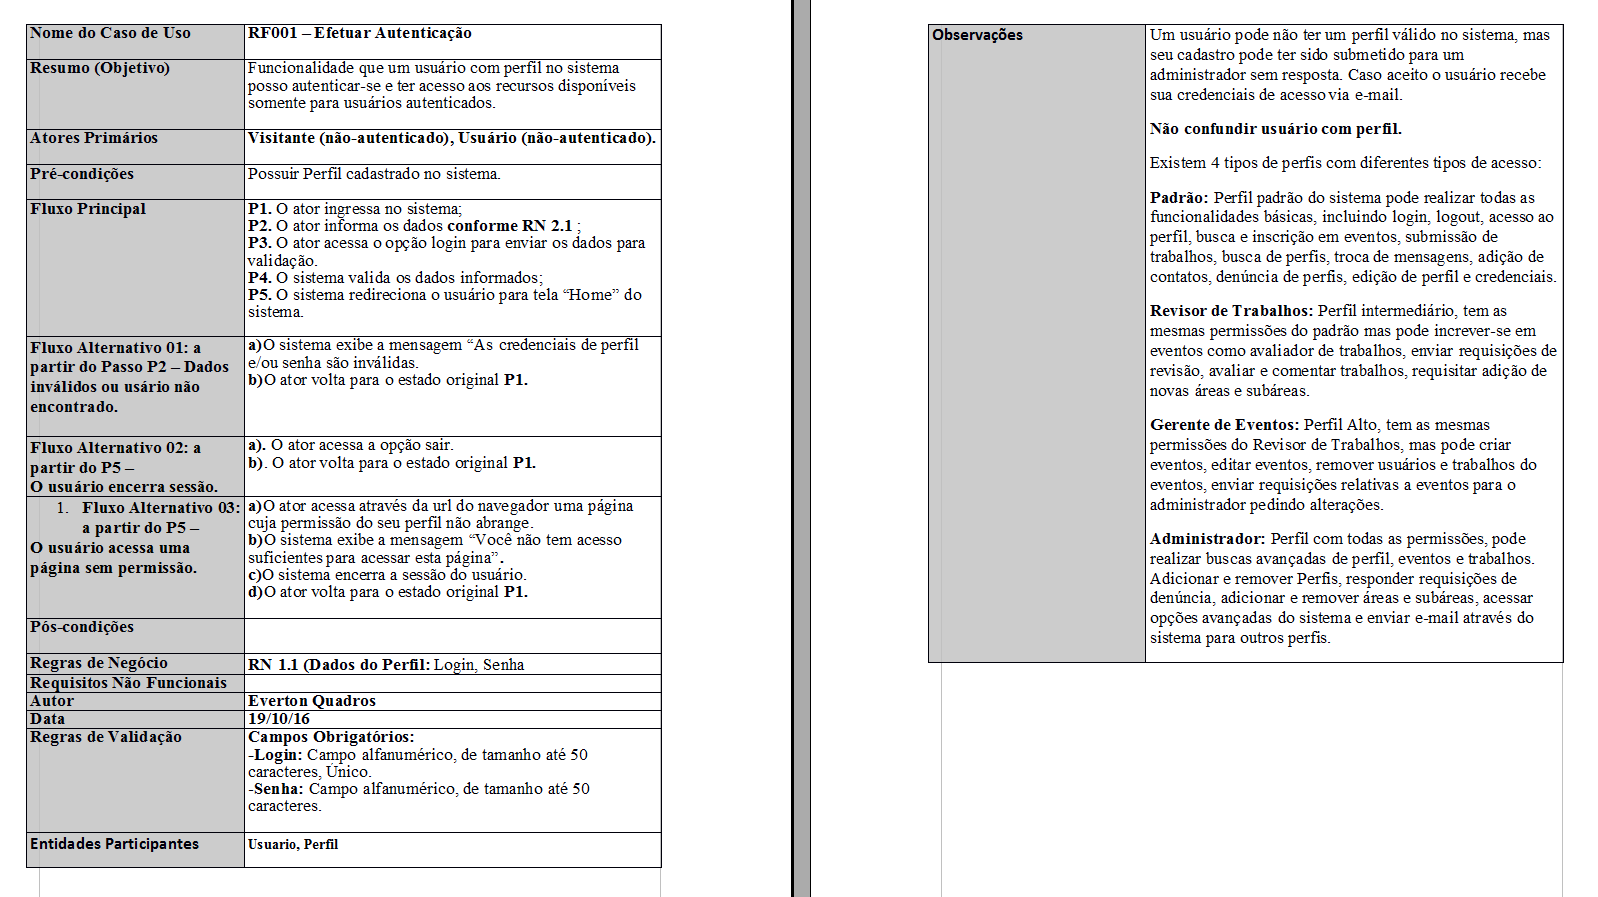 Nome do Caso de Uso
RF001 – Efetuar Autenticação
Resumo (Objetivo)
Funcionalidade que um usuário com perfil no sistema
posso autenticar-se e ter acesso aos recursos disponíveis
somente para usuários autenticados.
Atores Primários
Visitante (não-autenticado), Usuário (não-autenticado).
Pré-condições
Possuir Perfil cadastrado no sistema.
Fluxo Principal
P1. O ator ingressa no sistema;
P2. O ator informa os dados conforme RN 2.1 ;
P3. O ator acessa o opção login para enviar os dados para
validação.
P4. O sistema valida os dados informados;
P5. O sistema redireciona o usuário para tela “Home” do
sistema.
Fluxo Alternativo 01: a
partir do Passo P2 – Dados
inválidos ou usário não
encontrado.
a)O sistema exibe a mensagem “As credenciais de perfil
e/ou senha são inválidas.
b)O ator volta para o estado original P1.
Fluxo Alternativo 02: a
partir do P5 –
O usuário encerra sessão.
a). O ator acessa a opção sair.
b). O ator volta para o estado original P1.
1. Fluxo Alternativo 03:
a partir do P5 –
O usuário acessa uma
página sem permissão.
a)O ator acessa através da url do navegador uma página
cuja permissão do seu perfil não abrange.
b)O sistema exibe a mensagem “Você não tem acesso
suficientes para acessar esta página”.
c)O sistema encerra a sessão do usuário.
d)O ator volta para o estado original P1.
Pós-condições
Regras de Negócio
RN 1.1 (Dados do Perfil: Login, Senha
Requisitos Não Funcionais
Autor
Everton Quadros
Data
19/10/16
Regras de Validação
Campos Obrigatórios:
-Login: Campo alfanumérico, de tamanho até 50
caracteres, Único.
-Senha: Campo alfanumérico, de tamanho até 50
caracteres.
Entidades Participantes
Usuario, Perfil
Observações
Um usuário pode não ter um perfil válido no sistema, mas
seu cadastro pode ter sido submetido para um
administrador sem resposta. Caso aceito o usuário recebe
sua credenciais de acesso via e-mail.
Não confundir usuário com perfil.
Existem 4 tipos de perfis com diferentes tipos de acesso:
Padrão: Perfil padrão do sistema pode realizar todas as
funcionalidades básicas, incluindo login, logout, acesso ao
perfil, busca e inscrição em eventos, submissão de
trabalhos, busca de perfis, troca de mensagens, adição de
contatos, denúncia de perfis, edição de perfil e credenciais.
Revisor de Trabalhos: Perfil intermediário, tem as
mesmas permissões do padrão mas pode increver-se em
eventos como avaliador de trabalhos, enviar requisições de
revisão, avaliar e comentar trabalhos, requisitar adição de
novas áreas e subáreas.
Gerente de Eventos: Perfil Alto, tem as mesmas
permissões do Revisor de Trabalhos, mas pode criar
eventos, editar eventos, remover usuários e trabalhos do
eventos, enviar requisições relativas a eventos para o
administrador pedindo alterações.
Administrador: Perfil com todas as permissões, pode
realizar buscas avançadas de perfil, eventos e trabalhos.
Adicionar e remover Perfis, responder requisições de
denúncia, adicionar e remover áreas e subáreas, acessar
opções avançadas do sistema e enviar e-mail através do
sistema para outros perfis.